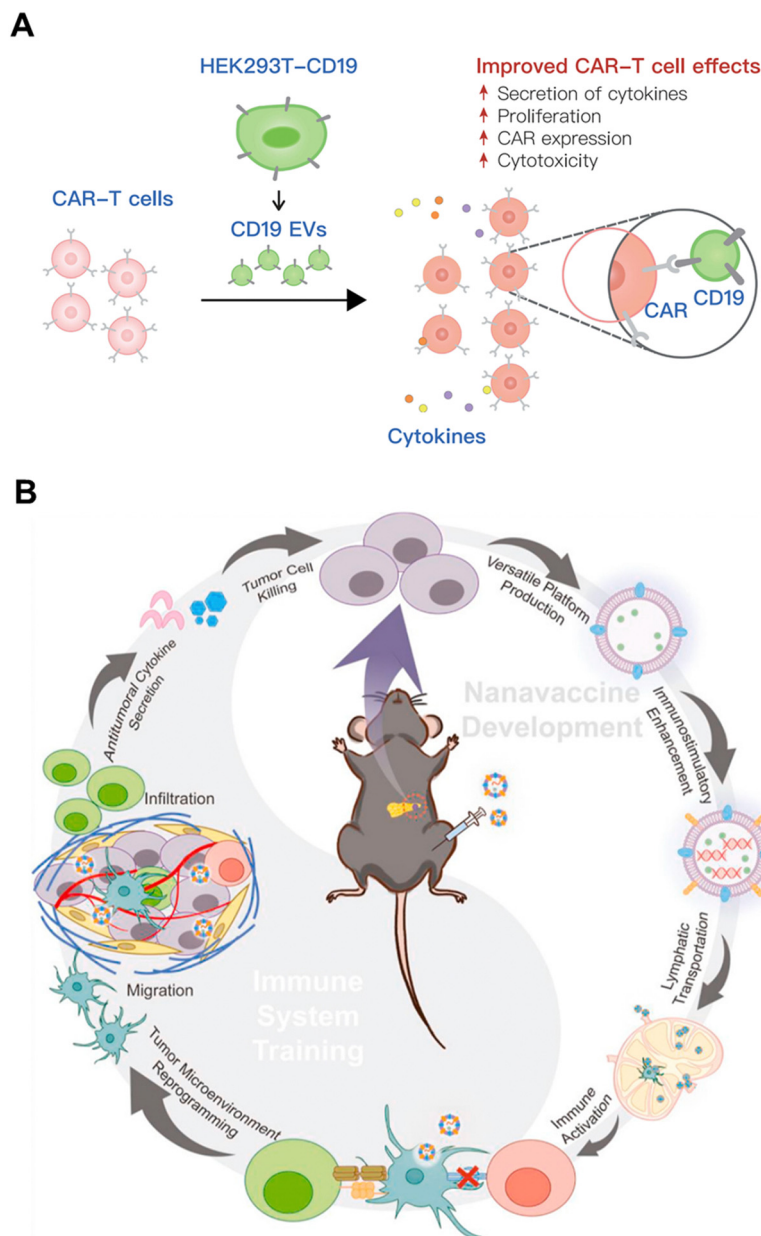 A
HEK293T-CD19
Improved CAR-T cell effects
Secretion of cytokines
Proliferation
CAR expression
Cytotoxicity
CAR-T cells
CD19 EVs
CAR
CD19
Cytokines
B
Tumor Cell
Killing
Versatile Platform
Production
Nanavaccine
Development
Antitumoral Cytokine
Secretion
Immunostimulatory
Enhancement
Infiltration
Lymphatic
Transportation
Immune
System
Training
Migration
Tumor Microenvironment
Reprogramming
Immune
Activation